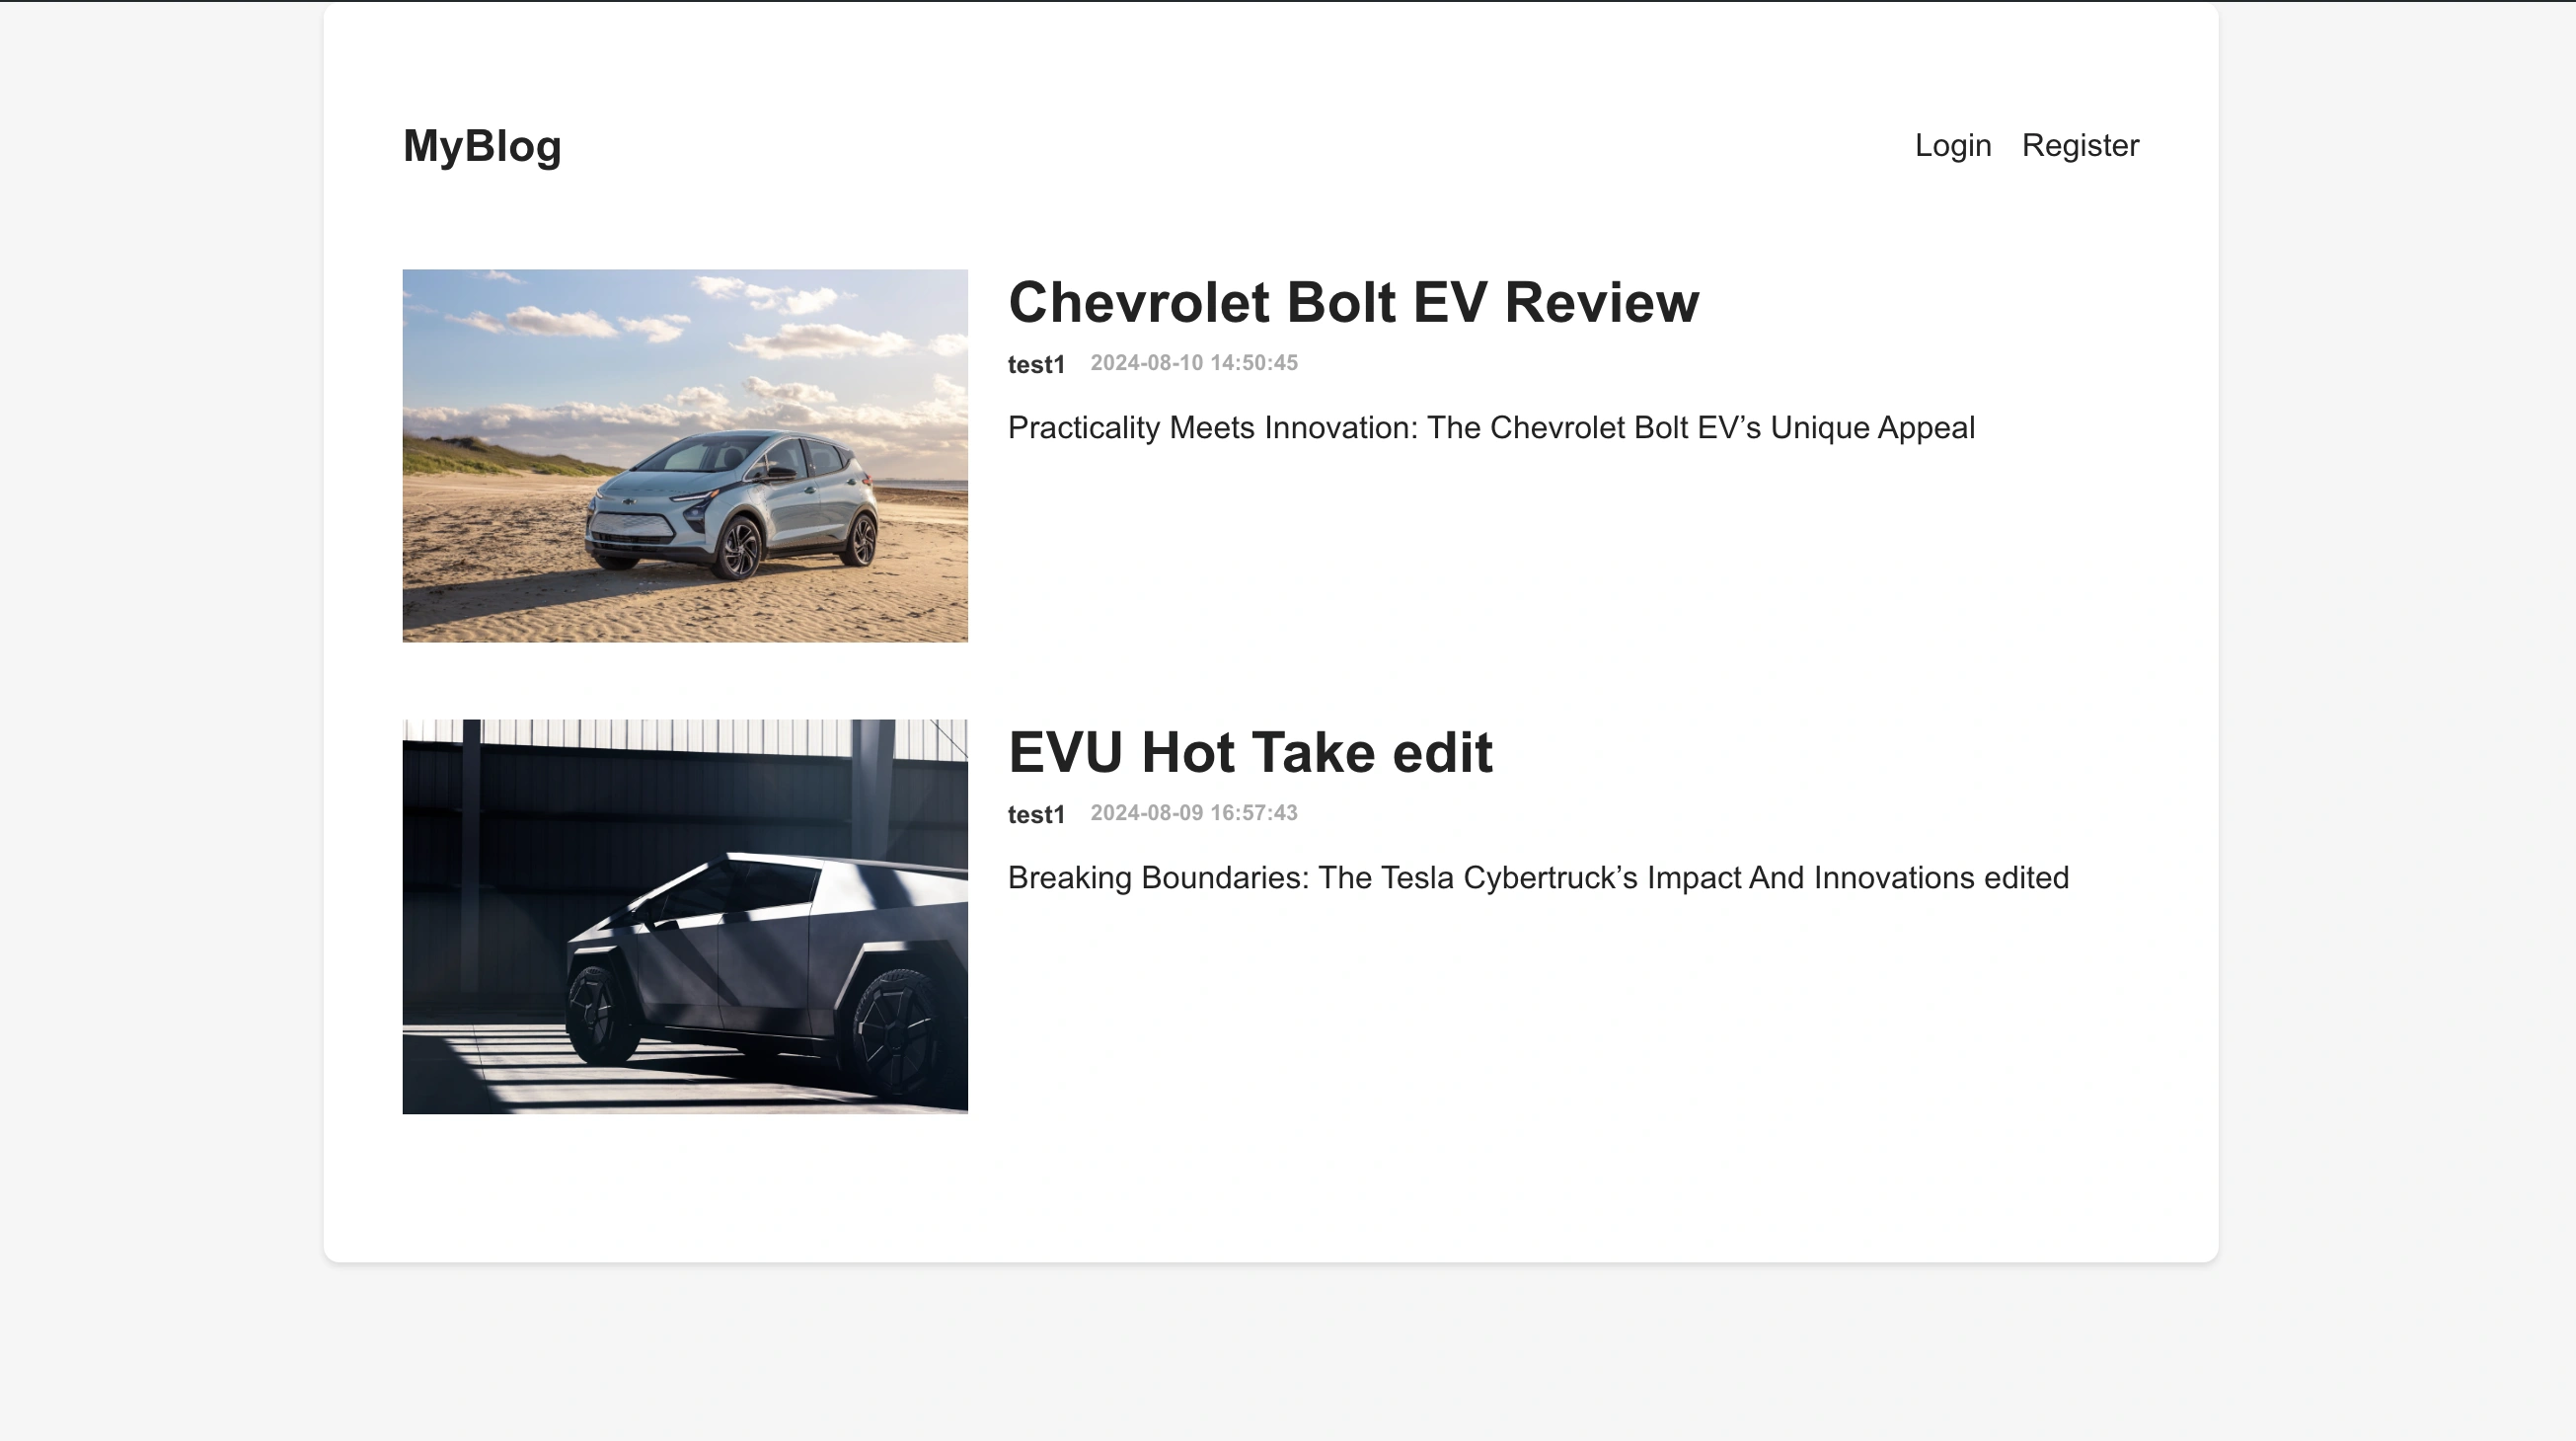 MyBlog
Login Register
Chevrolet Bolt EV Review
test1 2024-08-10 14:50:45
Practicality Meets Innovation: The Chevrolet Bolt EV’s Unique Appeal
EVU Hot Take edit
test1 2024-08-09 16:57:43
Breaking Boundaries: The Tesla Cybertruck’s Impact And Innovations edited